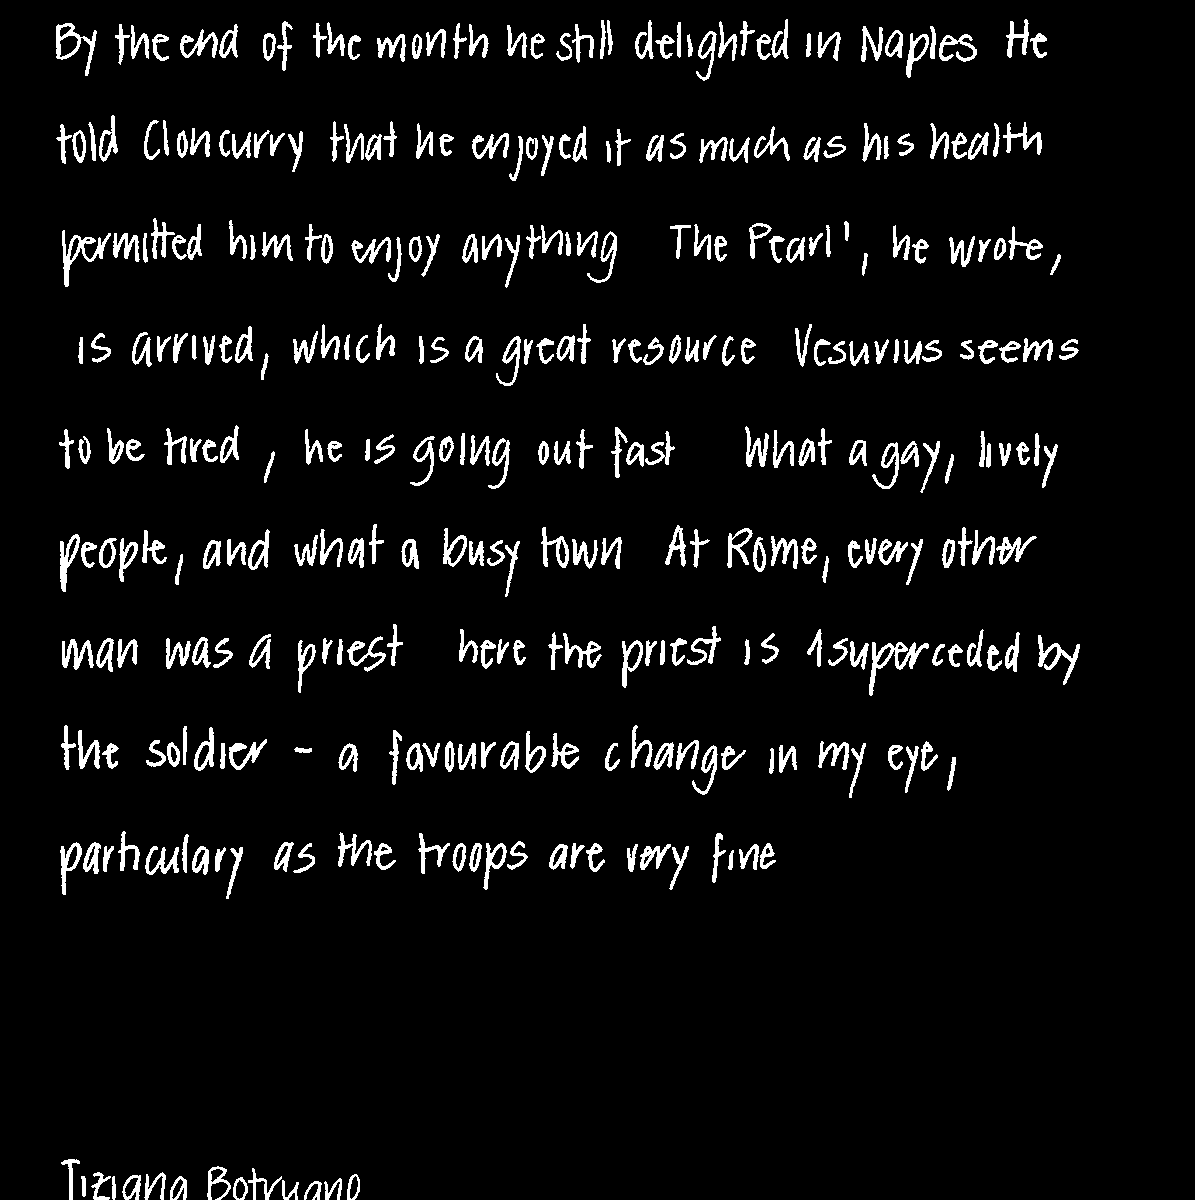 By the end of the month he still delighted in Naples He
told Cloncurry that he enjoyed it as much as his health
permitted him to enjoy anything The Pearl', he wrote,
is arrived, which is a great resource Vesuvius seems
to be tired, he is going out fast What a gay, lively
people, and what a busy town At Rome, every other
man was a priest here the priest is 1superceded by
the soldier - a favourable change in my eye,
particulary as the troops are very fine
Tiziana Botruano